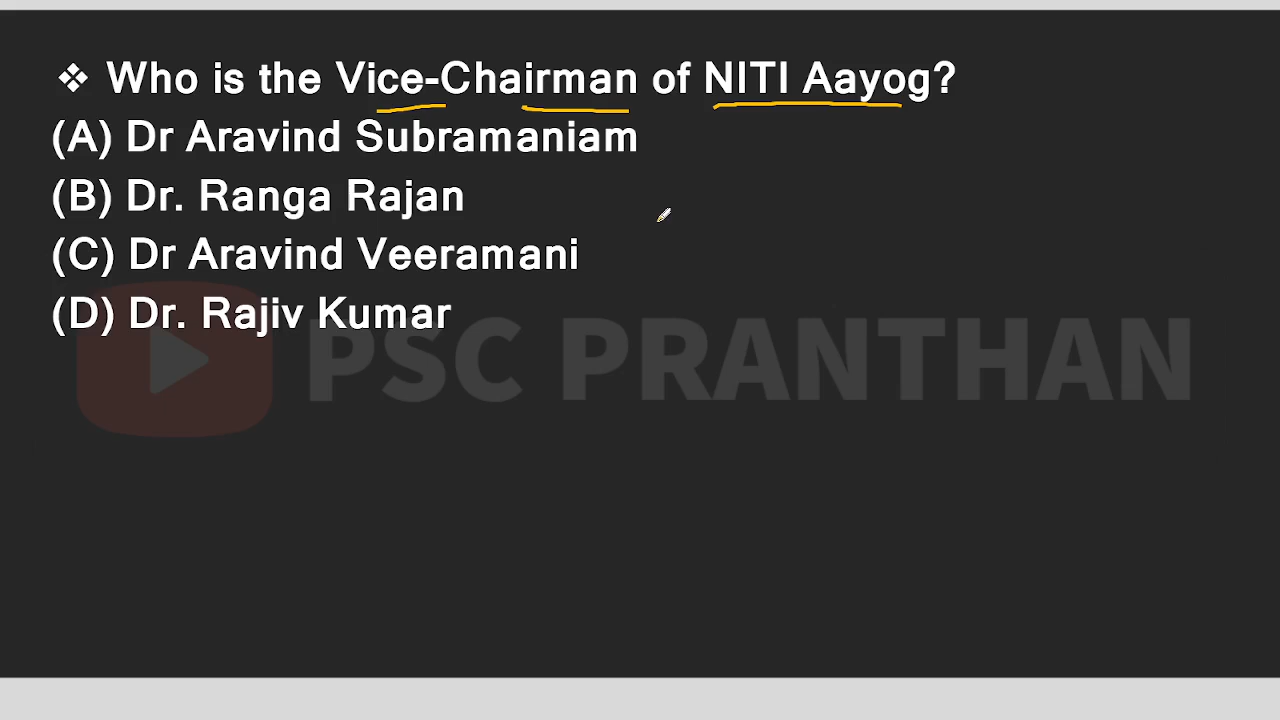 ❖ Who is the Vice-Chairman of NITI Aayog?
(A) Dr Aravind Subramaniam
(B) Dr. Ranga Rajan
(C) Dr Aravind Veeramani
(D) Dr. Rajiv Kumar
PSC PRANTHAN